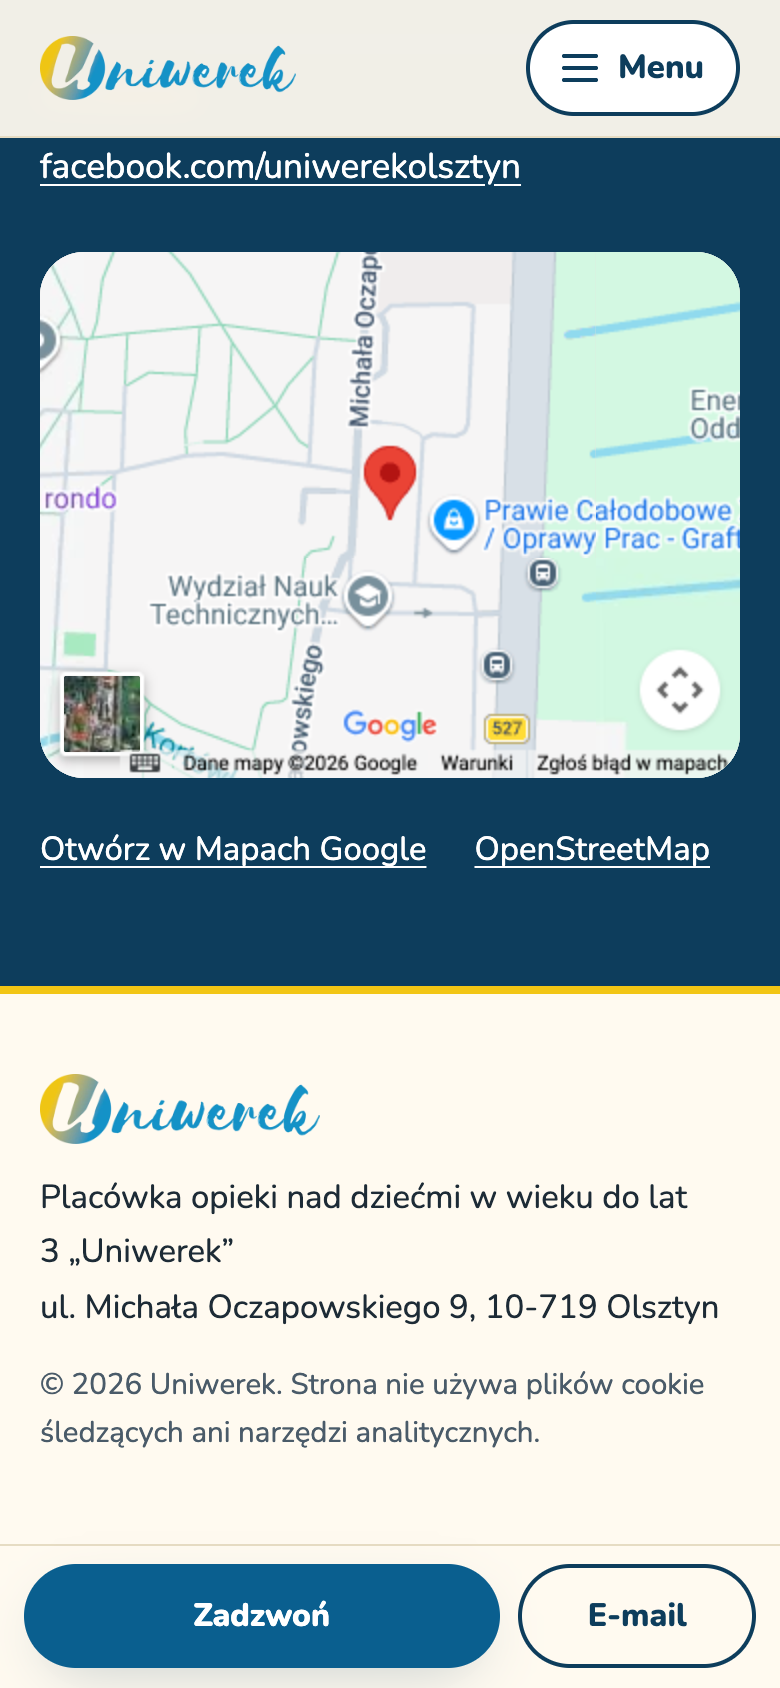 Uniwerek
Menu
facebook.com/uniwerekolsztyn
Michała Oczapo
Ener
Odd
rondo
Prawie Całodobowe
/ Oprawy Prac - Graf
Wydział Nauk
Technicznych...
owskiego
Google
527
Dane mapy ©2026 Google
Warunki
Zgłoś błąd w mapach
Otwórz w Mapach Google
OpenStreetMap
Uniwerek
Placówka opieki nad dziećmi w wieku do lat
3 „Uniwerek”
ul. Michała Oczapowskiego 9, 10-719 Olsztyn
© 2026 Uniwerek. Strona nie używa plików cookie
śledzących ani narzędzi analitycznych.
Zadzwoń
E-mail